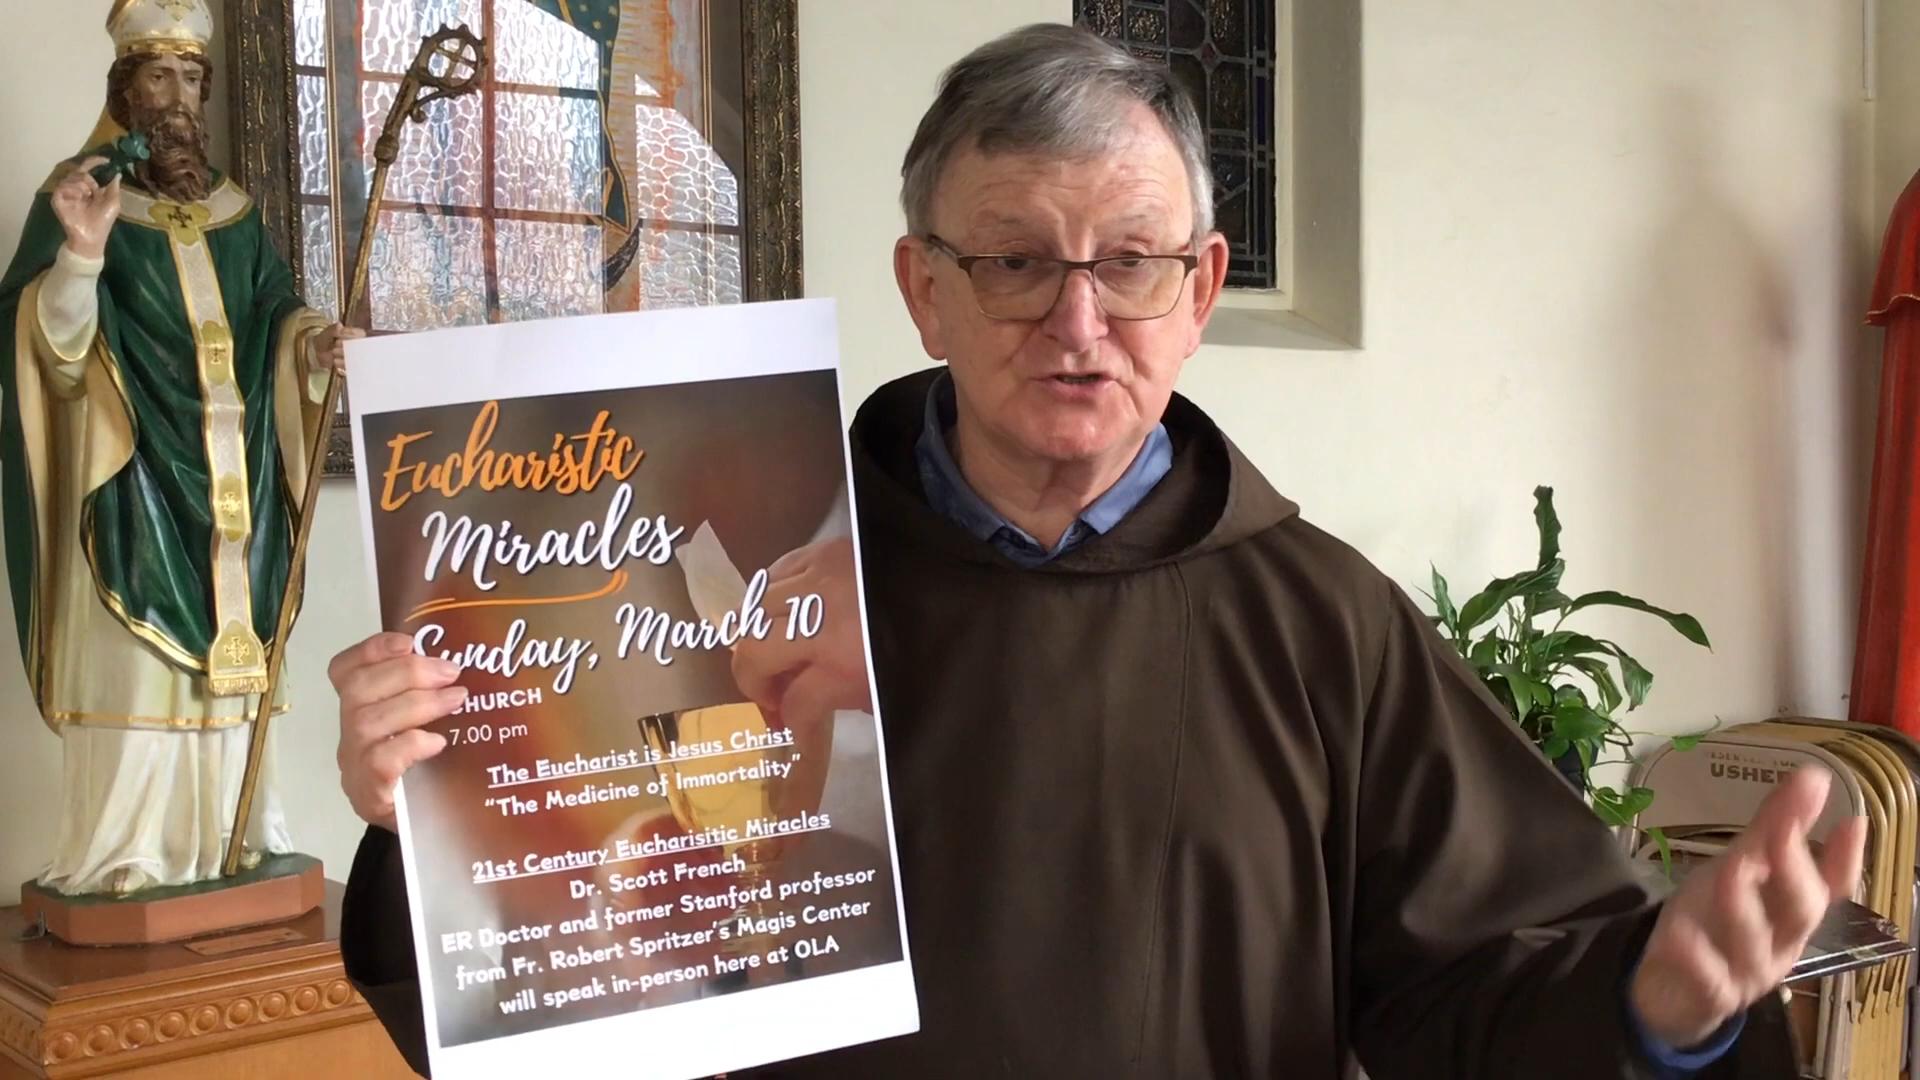 Eucharistic
Miracles
Sunday, March 10
CHURCH
7.00 pm
The Eucharist is Jesus Christ
“The Medicine of Immortality”
21st Century Eucharisitic Miracles
Dr. Scott French
ER Doctor and former Stanford professor
from Fr. Robert Spritzer's Magis Center
will speak in-person here at OLA